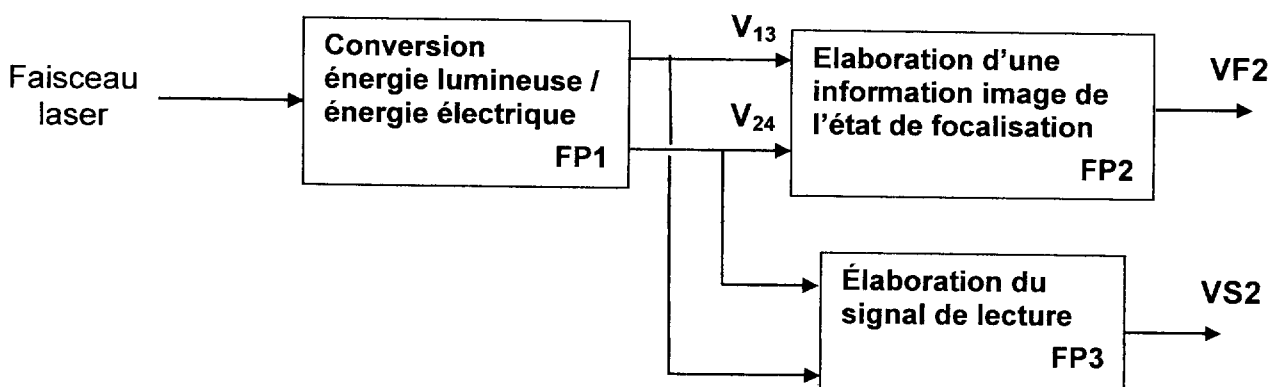 Faisceau
laser
Conversion
énergie lumineuse /
énergie électrique
FP1
V13
V24
Elaboration d'une
information image de
l'état de focalisation
FP2
VF2
Élaboration du
signal de lecture
FP3
VS2